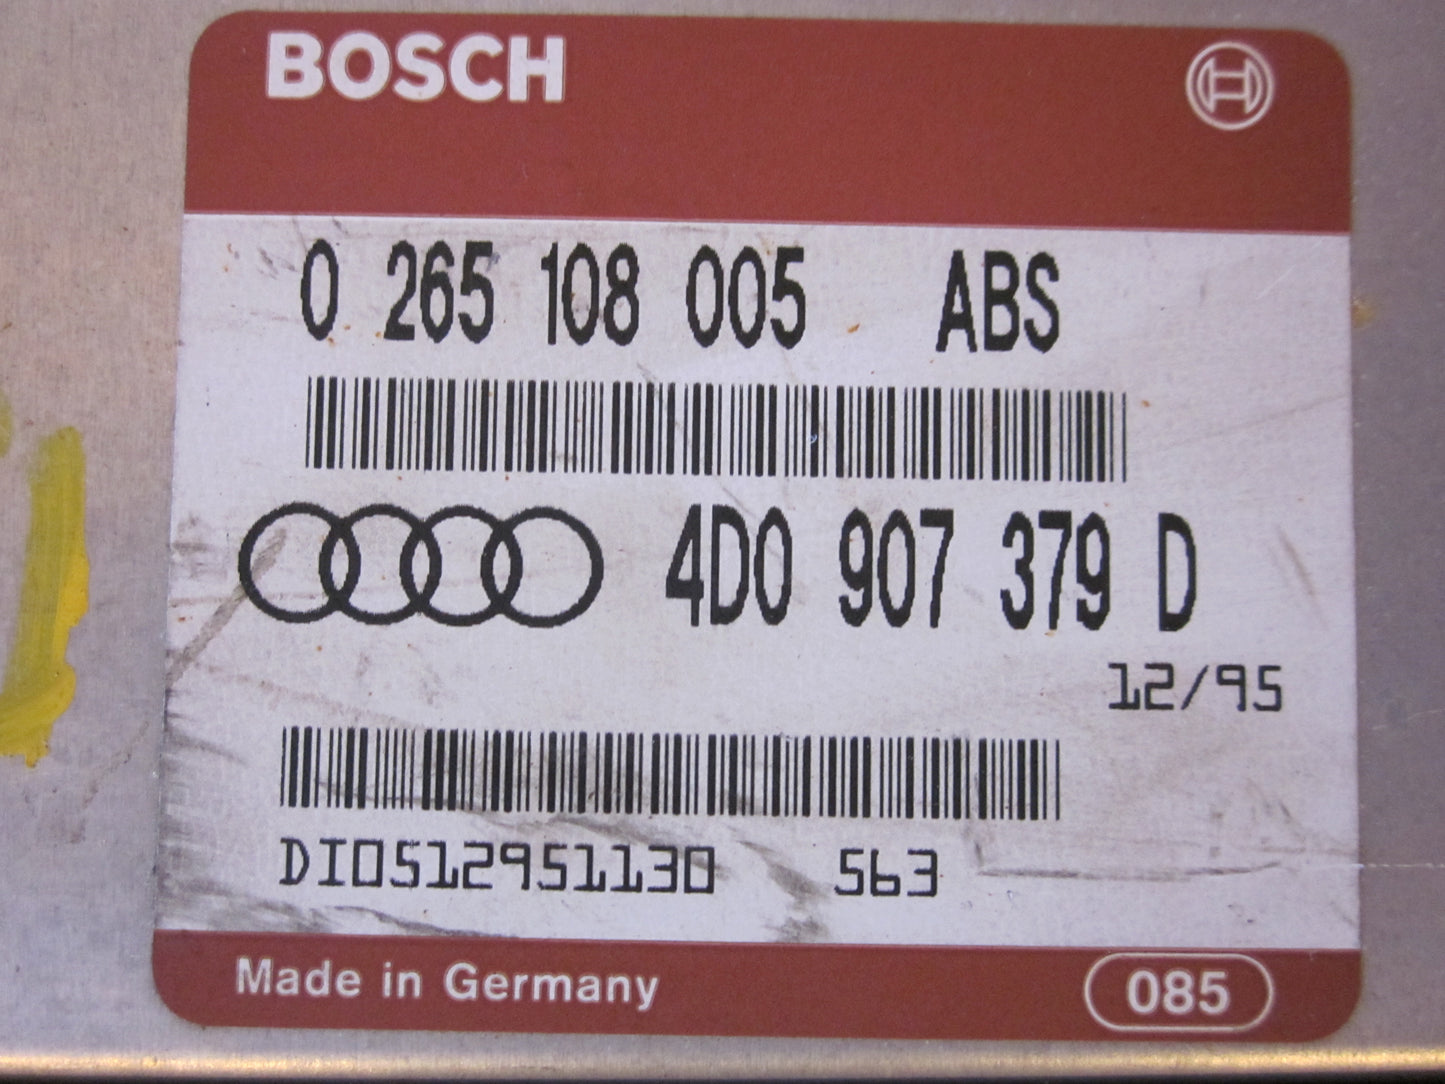 BOSCH
0 265 108 005 ABS
4D0 907 379 D
12/95
DI0512951130 563
Made in Germany 085